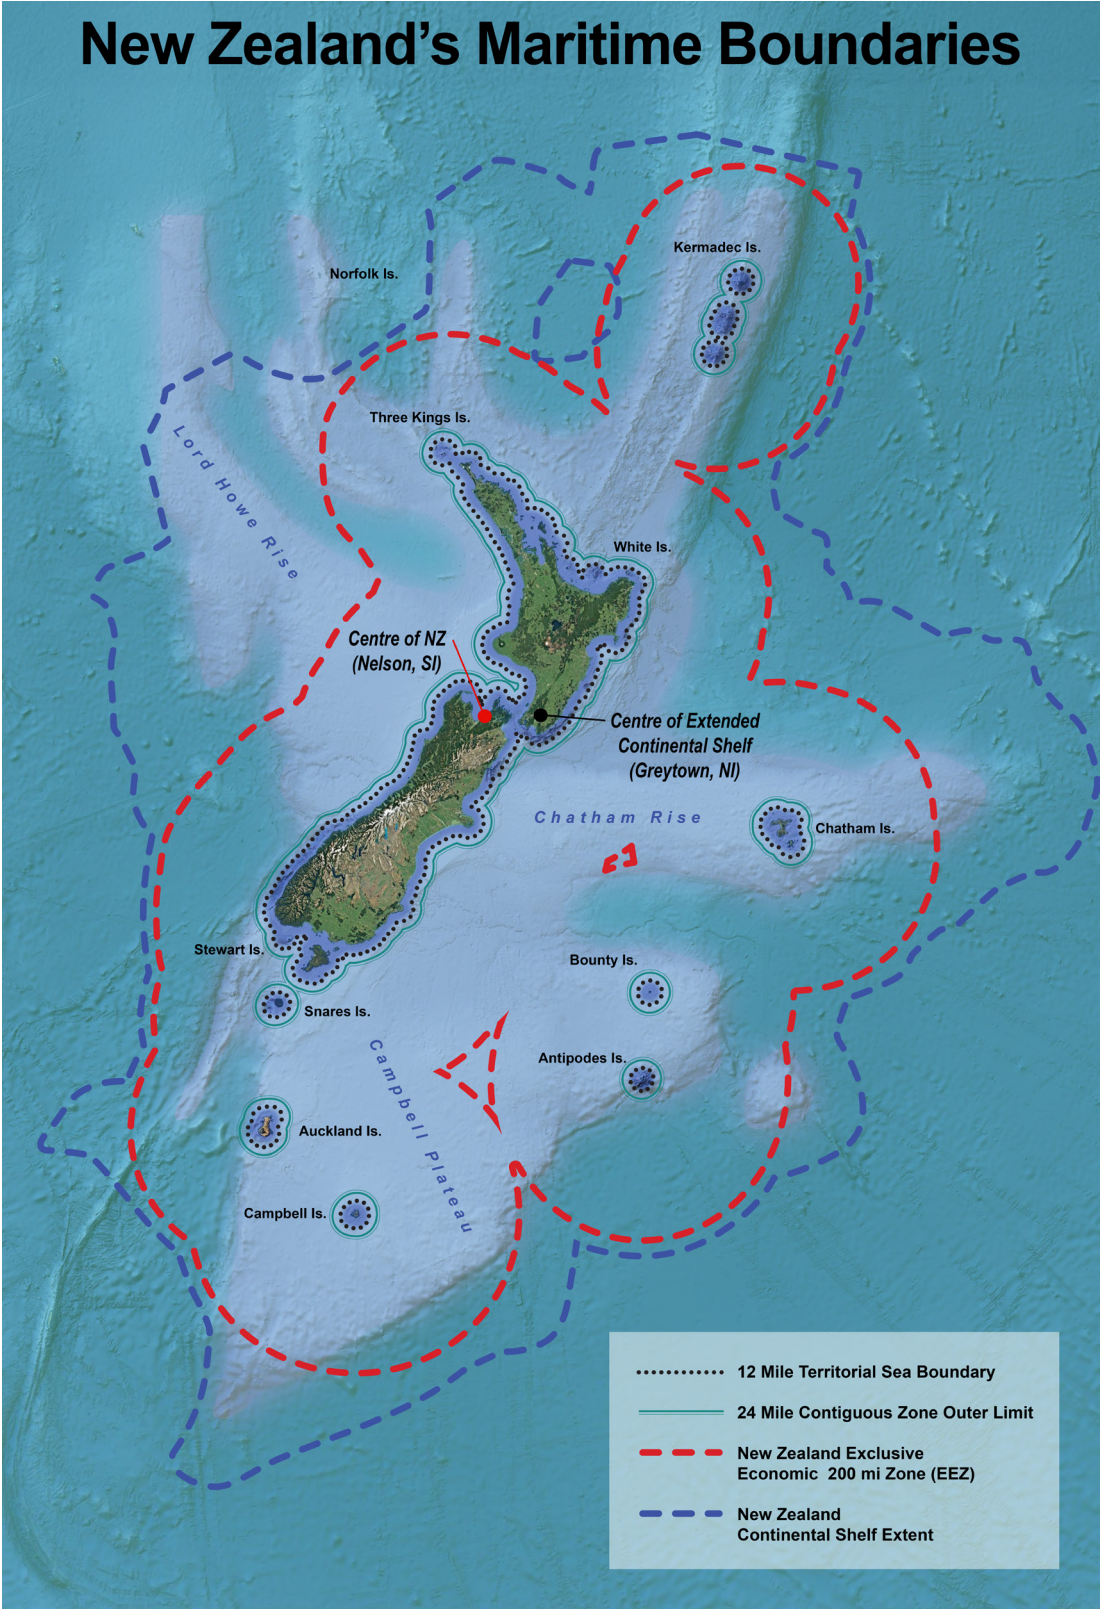 New Zealand’s Maritime Boundaries
Kermadec Is.
Norfolk Is.
Three Kings Is.
Lord Howe Rise
White Is.
Centre of NZ
(Nelson, SI)
Centre of Extended
Continental Shelf
(Greytown, NI)
Chatham Rise
Chatham Is.
Stewart Is.
Bounty Is.
Snares Is.
Campbell Plateau
Antipodes Is.
Auckland Is.
Campbell Is.
12 Mile Territorial Sea Boundary
24 Mile Contiguous Zone Outer Limit
New Zealand Exclusive
Economic 200 mi Zone (EEZ)
New Zealand
Continental Shelf Extent